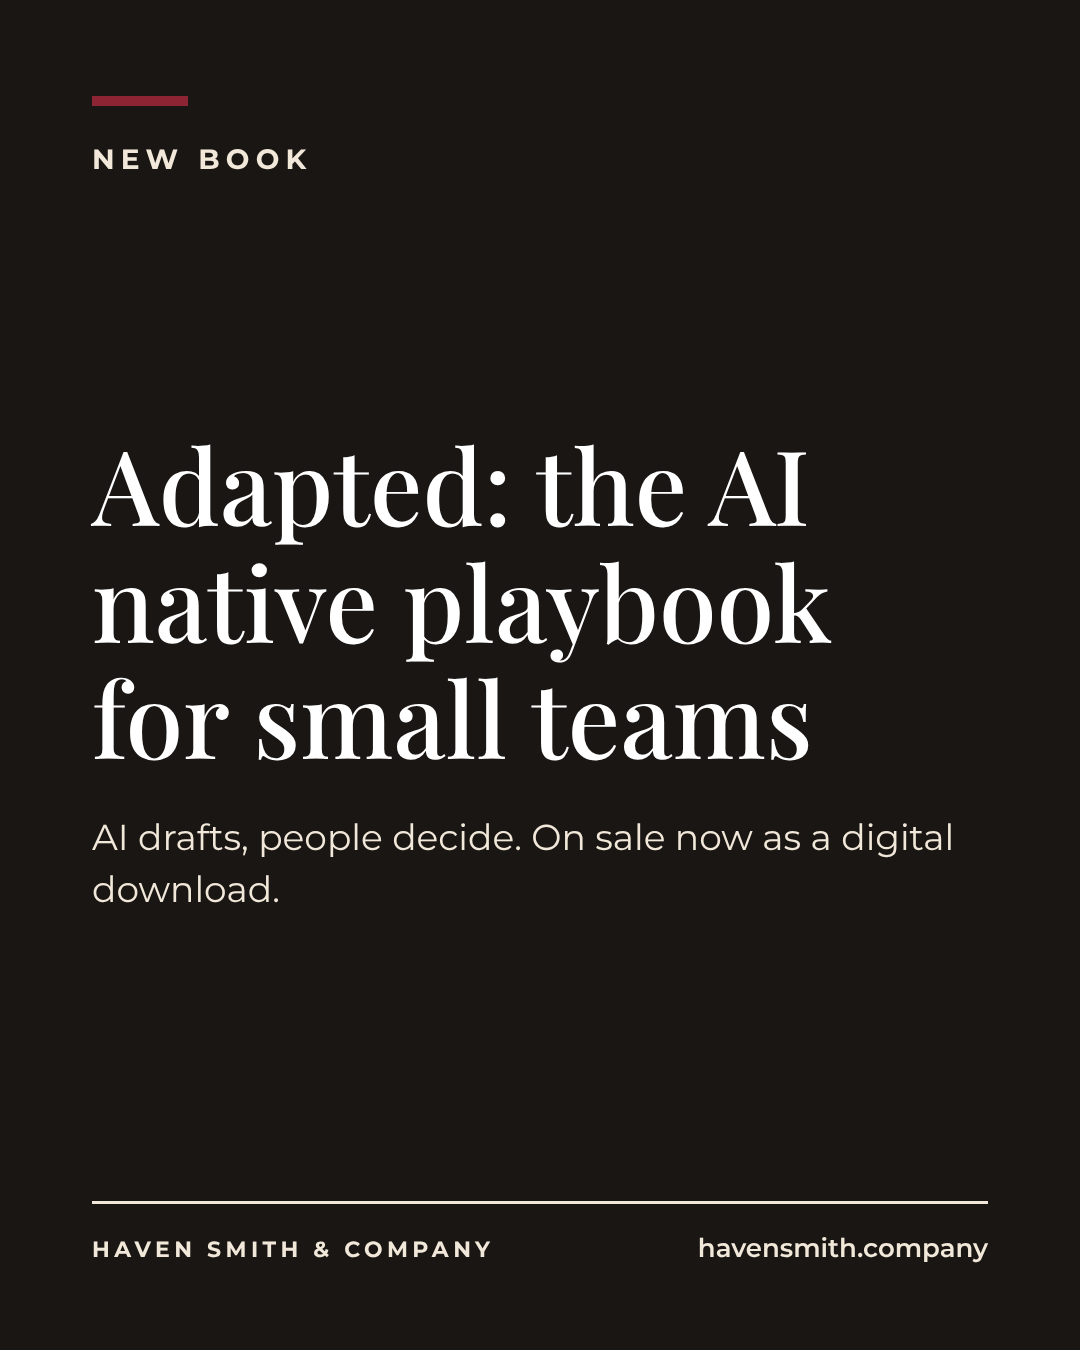 NEW BOOK
Adapted: the AI
native playbook
for small teams
AI drafts, people decide. On sale now as a digital
download.
HAVEN SMITH & COMPANY
havensmith.company